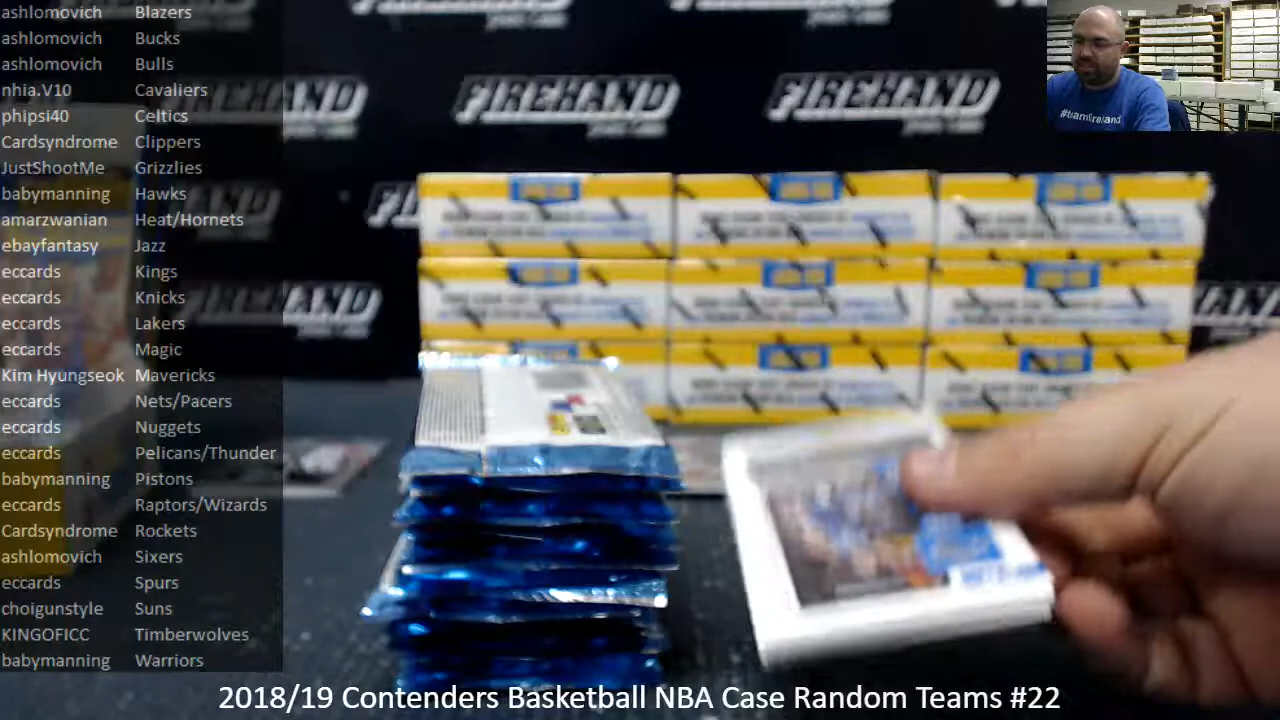 ashlomovich Blazers
ashlomovich Bucks
ashlomovich Bulls
nhia.V10 Cavaliers
phipsi40 Celtics
Cardsyndrome Clippers
JustShootMe Grizzlies
babymanning Hawks
amarzwanian Heat/Hornets
ebayfantasy Jazz
eccards Kings
eccards Knicks
eccards Lakers
eccards Magic
Kim Hyungseok Mavericks
eccards Nets/Pacers
eccards Nuggets
eccards Pelicans/Thunder
babymanning Pistons
eccards Raptors/Wizards
Cardsyndrome Rockets
ashlomovich Sixers
eccards Spurs
choigunstyle Suns
KINGOFICC Timberwolves
babymanning Warriors
FIREHAND FIREHAND FIREHAND
FIREHAND
#teamIreland
2018/19 Contenders Basketball NBA Case Random Teams #22